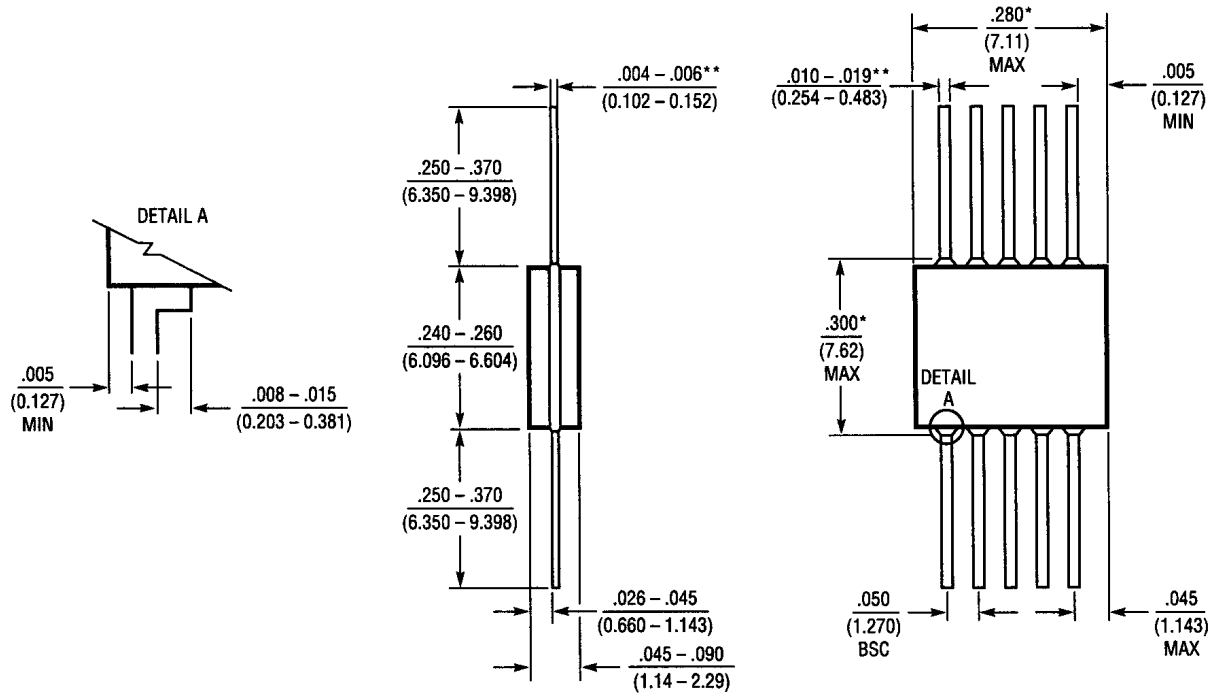 .280*
(7.11)
MAX
.004 – .006**
(0.102 – 0.152)
.010 – .019**
(0.254 – 0.483)
.005
(0.127)
MIN
.250 – .370
(6.350 – 9.398)
DETAIL A
.240 – .260
(6.096 – 6.604)
.300*
(7.62)
MAX
DETAIL
A
.005
(0.127)
MIN
.008 – .015
(0.203 – 0.381)
.250 – .370
(6.350 – 9.398)
.026 – .045
(0.660 – 1.143)
.050
(1.270)
BSC
.045
(1.143)
MAX
.045 – .090
(1.14 – 2.29)